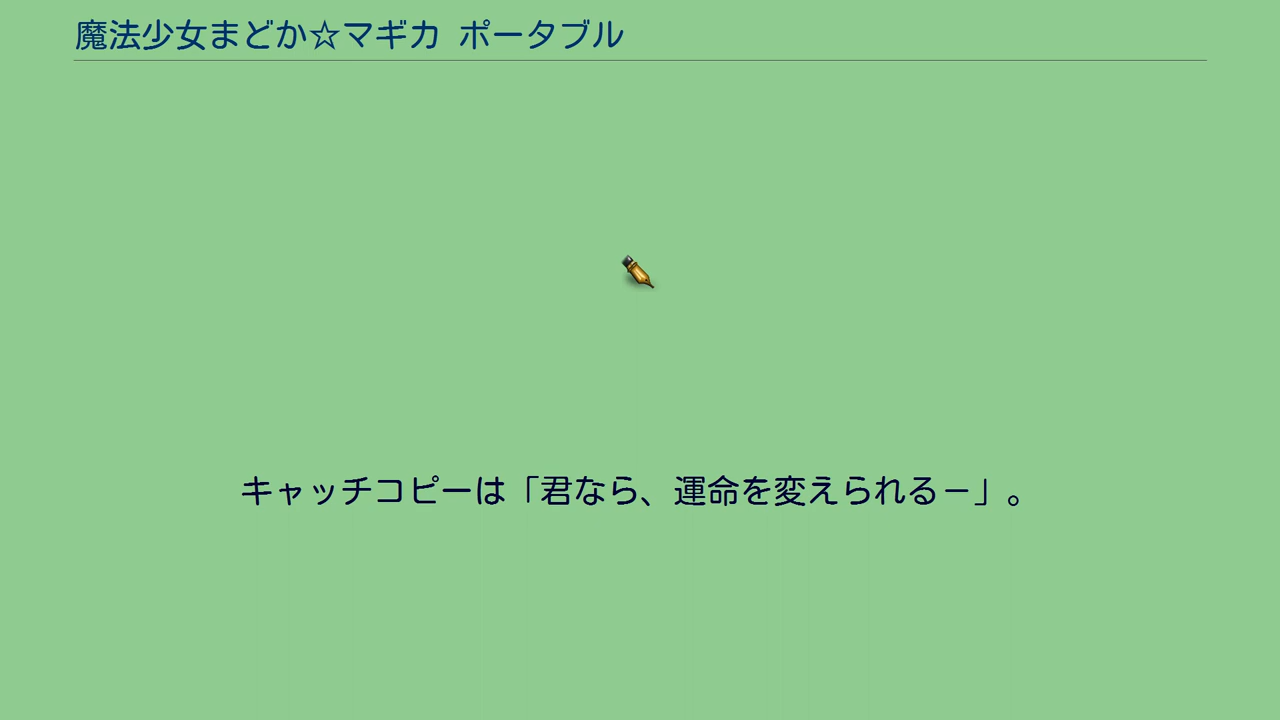 魔法少女まどか☆マギカ ポータブル
キャッチコピーは「君なら、運命を変えられる－」。